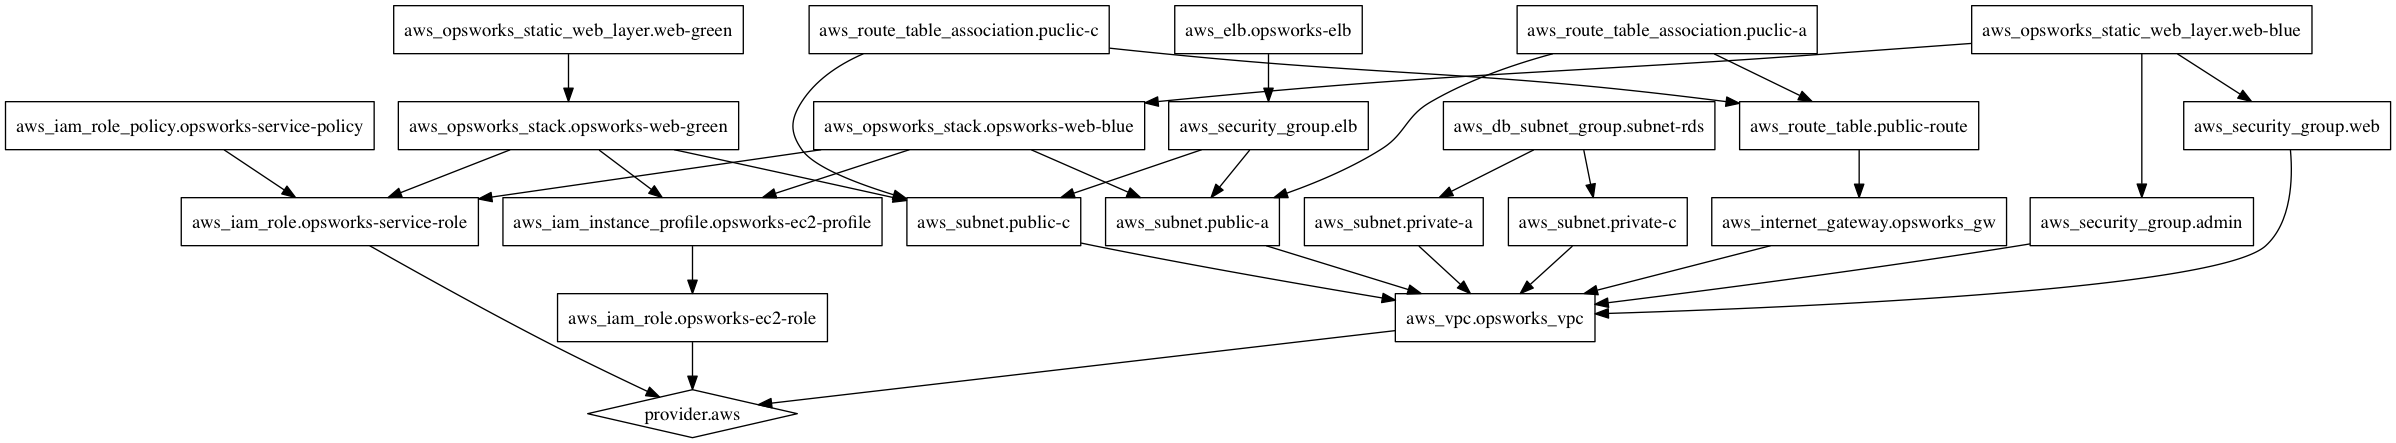 aws_opsworks_static_web_layer.web-green
aws_route_table_association.puclic-c
aws_elb.opsworks-elb
aws_route_table_association.puclic-a
aws_opsworks_static_web_layer.web-blue
aws_iam_role_policy.opsworks-service-policy
aws_opsworks_stack.opsworks-web-green
aws_opsworks_stack.opsworks-web-blue
aws_security_group.elb
aws_db_subnet_group.subnet-rds
aws_route_table.public-route
aws_security_group.web
aws_iam_role.opsworks-service-role
aws_iam_instance_profile.opsworks-ec2-profile
aws_subnet.public-c
aws_subnet.public-a
aws_subnet.private-a
aws_subnet.private-c
aws_internet_gateway.opsworks_gw
aws_security_group.admin
aws_iam_role.opsworks-ec2-role
aws_vpc.opsworks_vpc
provider.aws